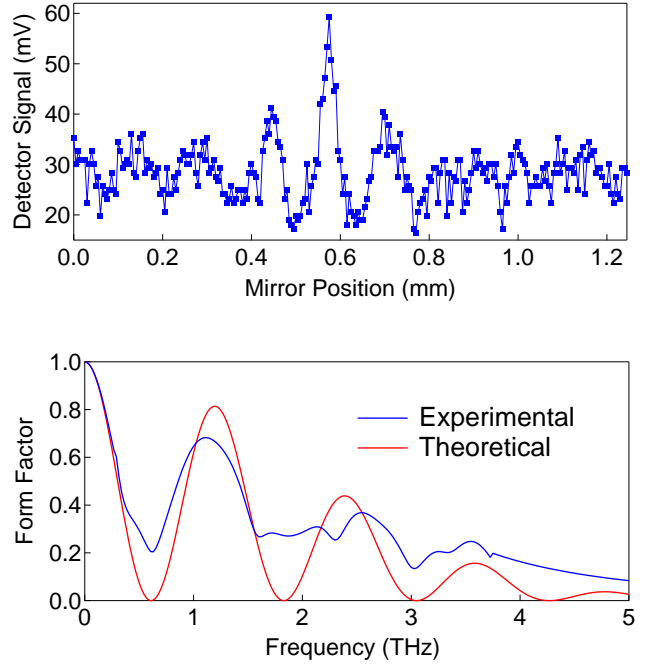 60
50
40
30
20
Detector Signal (mV)
0.0 0.2 0.4 0.6 0.8 1.0 1.2
Mirror Position (mm)
1.0
0.8
0.6
0.4
0.2
0.0
Form Factor
Experimental
Theoretical
0 1 2 3 4 5
Frequency (THz)